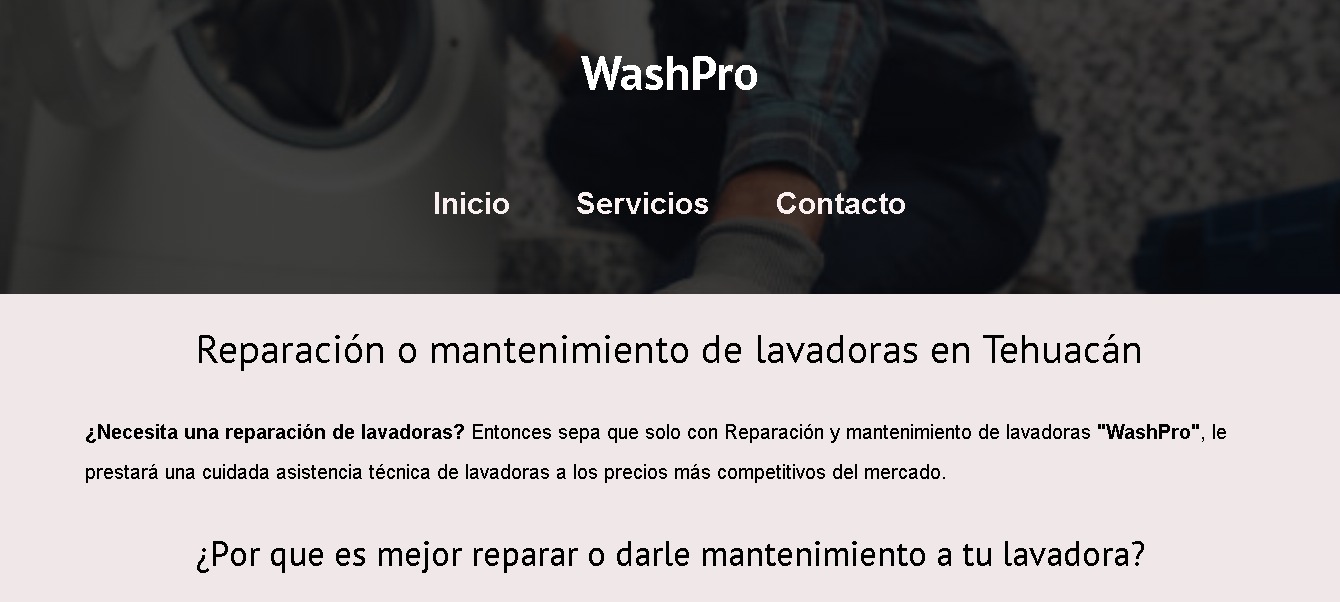 WashPro
Inicio Servicios Contacto
Reparación o mantenimiento de lavadoras en Tehuacán
¿Necesita una reparación de lavadoras? Entonces sepa que solo con Reparación y mantenimiento de lavadoras "WashPro", le
prestará una cuidada asistencia técnica de lavadoras a los precios más competitivos del mercado.
¿Por que es mejor reparar o darle mantenimiento a tu lavadora?